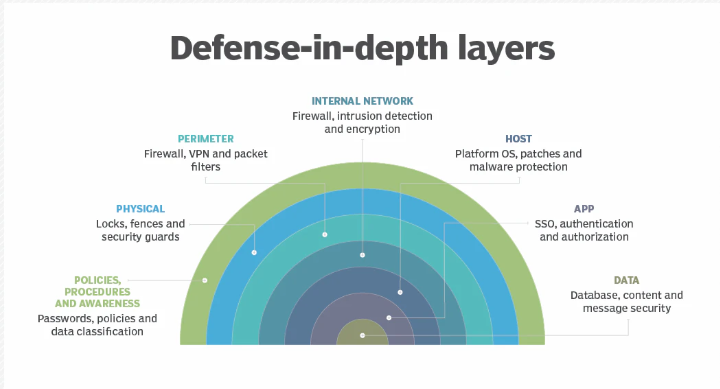 Defense-in-depth layers
INTERNAL NETWORK
Firewall, intrusion detection
and encryption
PERIMETER
Firewall, VPN and packet
filters
HOST
Platform OS, patches and
malware protection
PHYSICAL
Locks, fences and
security guards
APP
SSO, authentication
and authorization
POLICIES,
PROCEDURES
AND AWARENESS
Passwords, policies and
data classification
DATA
Database, content and
message security